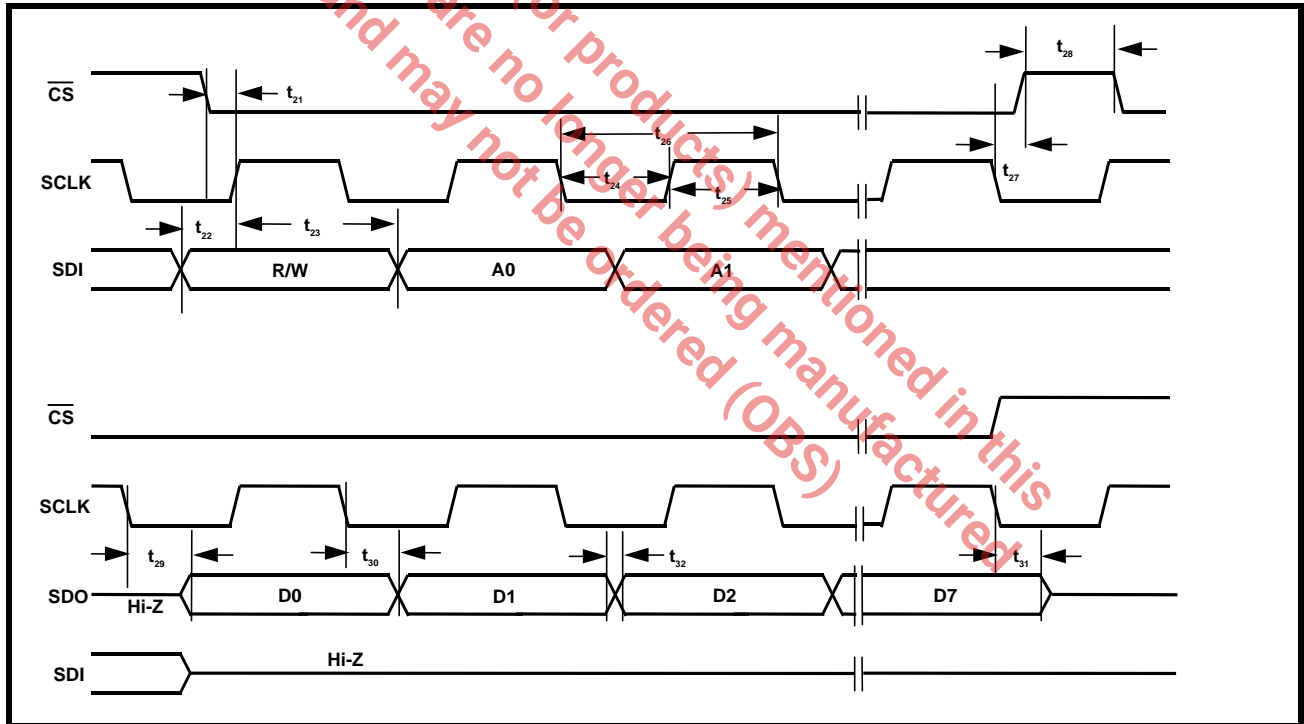 or products) mentioned in this
are no longer being manufactured
and may not be ordered (OBS)
t28
CS
t21
t26
SCLK
t24
t25
t27
t22
t23
SDI
R/W
A0
A1
CS
SCLK
t29
t30
t32
t31
SDO
Hi-Z
D0
D1
D2
D7
SDI
Hi-Z